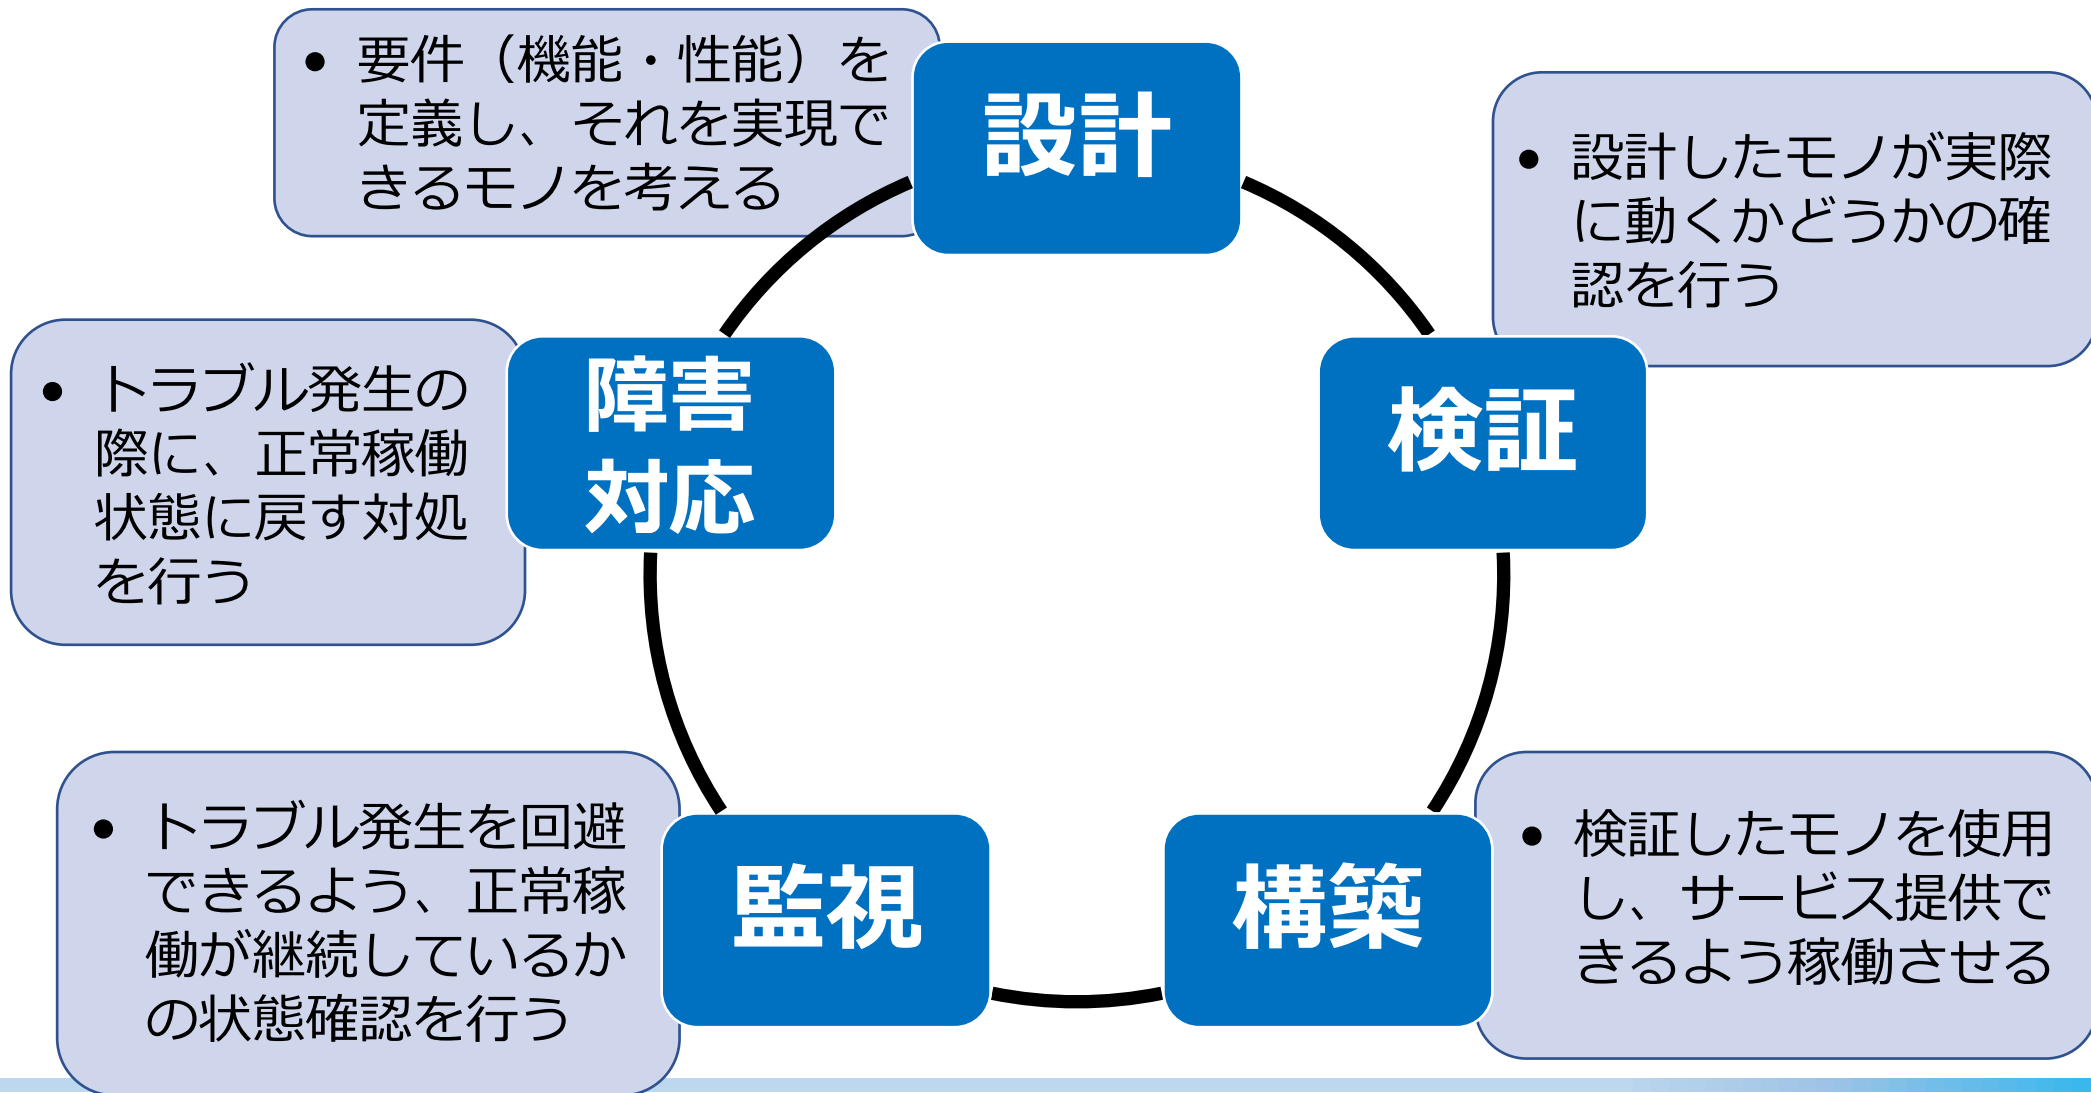 • 要件（機能・性能）を
定義し、それを実現で
きるモノを考える
設計
• 設計したモノが実際
に動くかどうかの確
認を行う
検証
• 検証したモノを使用
し、サービス提供で
きるよう稼働させる
構築
• トラブル発生を回避
できるよう、正常稼
働が継続しているか
の状態確認を行う
監視
• トラブル発生の
際に、正常稼働
状態に戻す対処
を行う
障害
対応